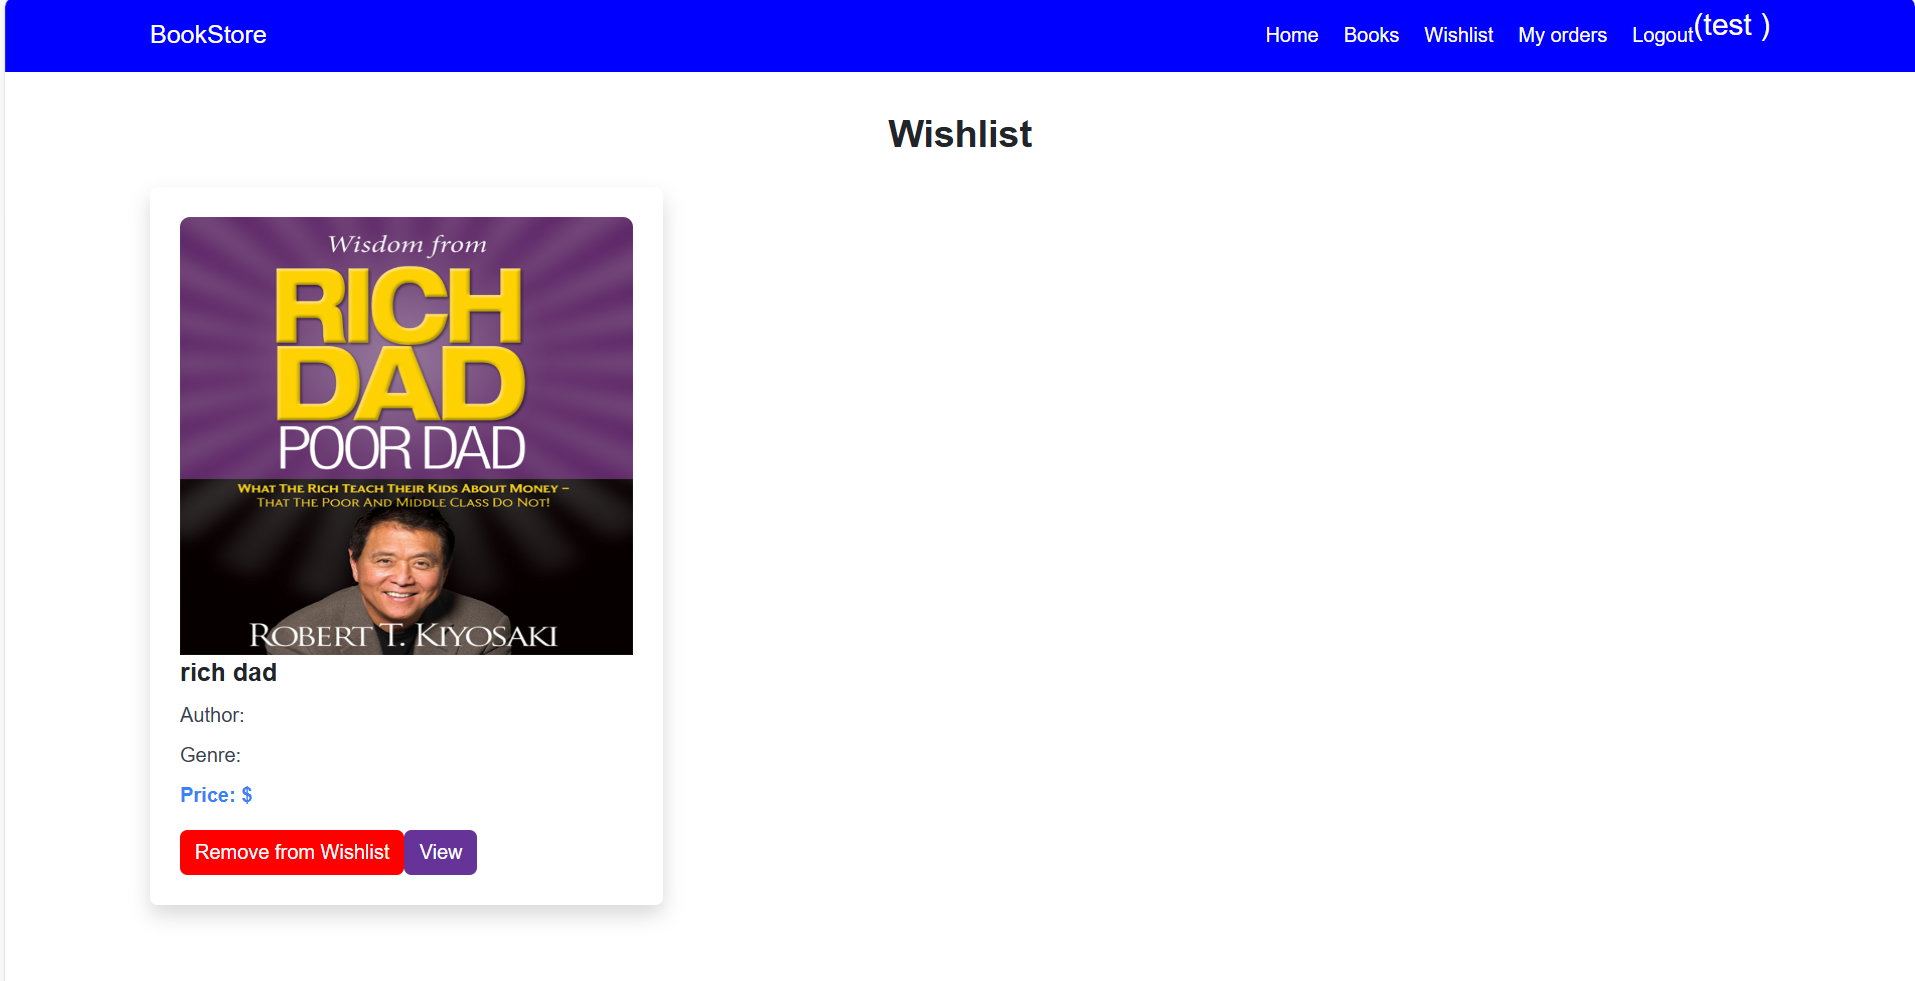 BookStore
Home Books Wishlist My orders Logout(test )
Wishlist
Wisdom from
RICH
DAD
POOR DAD
WHAT THE RICH TEACH THEIR KIDS ABOUT MONEY –
THAT THE POOR AND MIDDLE CLASS DO NOT!
ROBERT T. KIYOSAKI
rich dad
Author:
Genre:
Price: $
Remove from Wishlist View